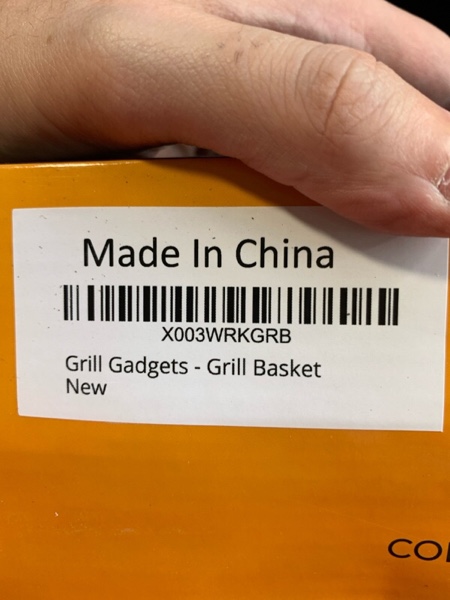 Made In China
X003WRKGRB
Grill Gadgets - Grill Basket
New